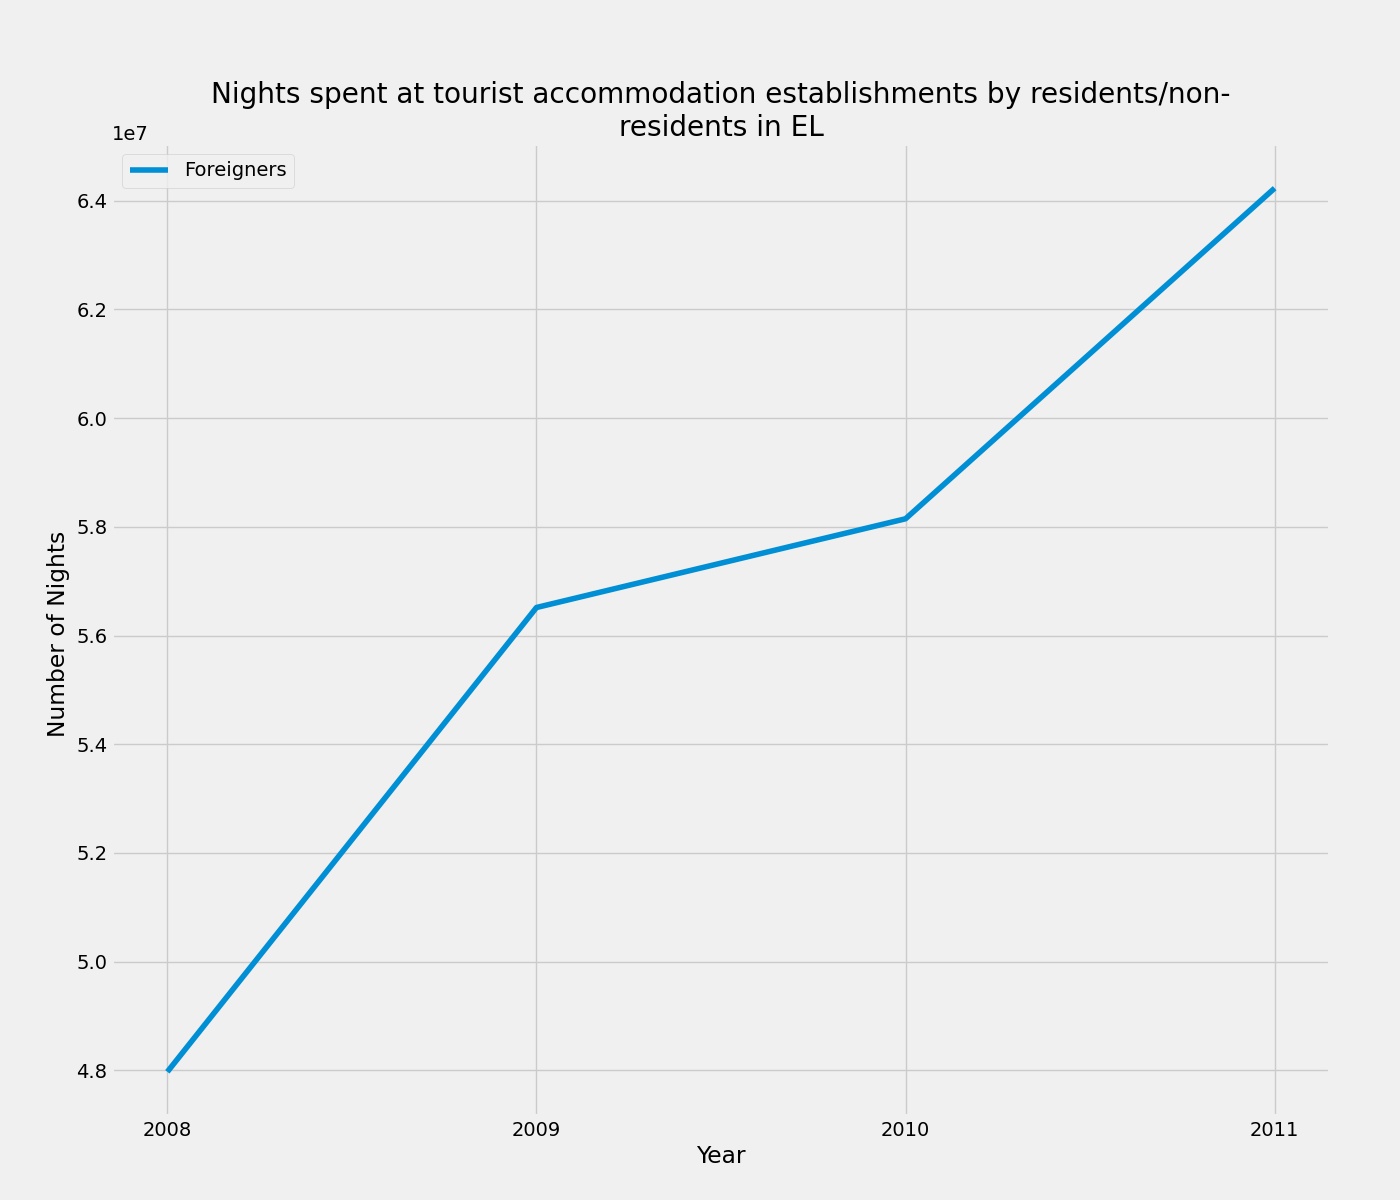 Nights spent at tourist accommodation establishments by residents/non-
residents in EL
1e7
Foreigners
6.4
6.2
6.0
5.8
5.6
5.4
5.2
5.0
4.8
Number of Nights
2008 2009 2010 2011
Year